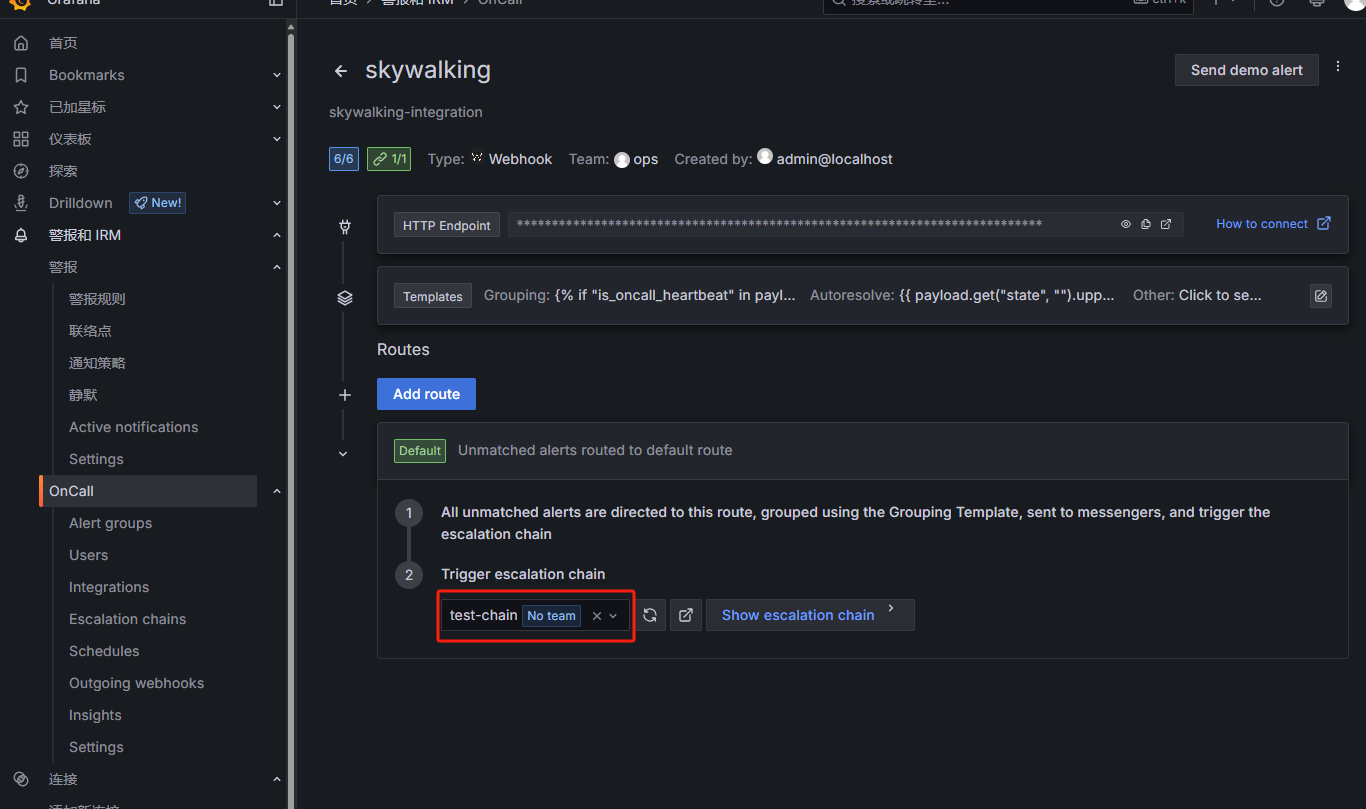 Grafana
首页 > 警报和 IRM > OnCall
搜索或跳转至...
ctrl+k
首页
Bookmarks
已加星标
仪表板
探索
Drilldown New!
警报和 IRM
警报
警报规则
联络点
通知策略
静默
Active notifications
Settings
OnCall
Alert groups
Users
Integrations
Escalation chains
Schedules
Outgoing webhooks
Insights
Settings
连接
添加新连接
skywalking
Send demo alert
skywalking-integration
6/6 1/1 Type: Webhook Team: ops Created by: admin@localhost
HTTP Endpoint *************************************************************************** How to connect
Templates Grouping: {% if "is_oncall_heartbeat" in payl... Autoresolve: {{ payload.get("state", "").upp... Other: Click to se...
Routes
Add route
Default Unmatched alerts routed to default route
1 All unmatched alerts are directed to this route, grouped using the Grouping Template, sent to messengers, and trigger the
escalation chain
2 Trigger escalation chain
test-chain No team Show escalation chain